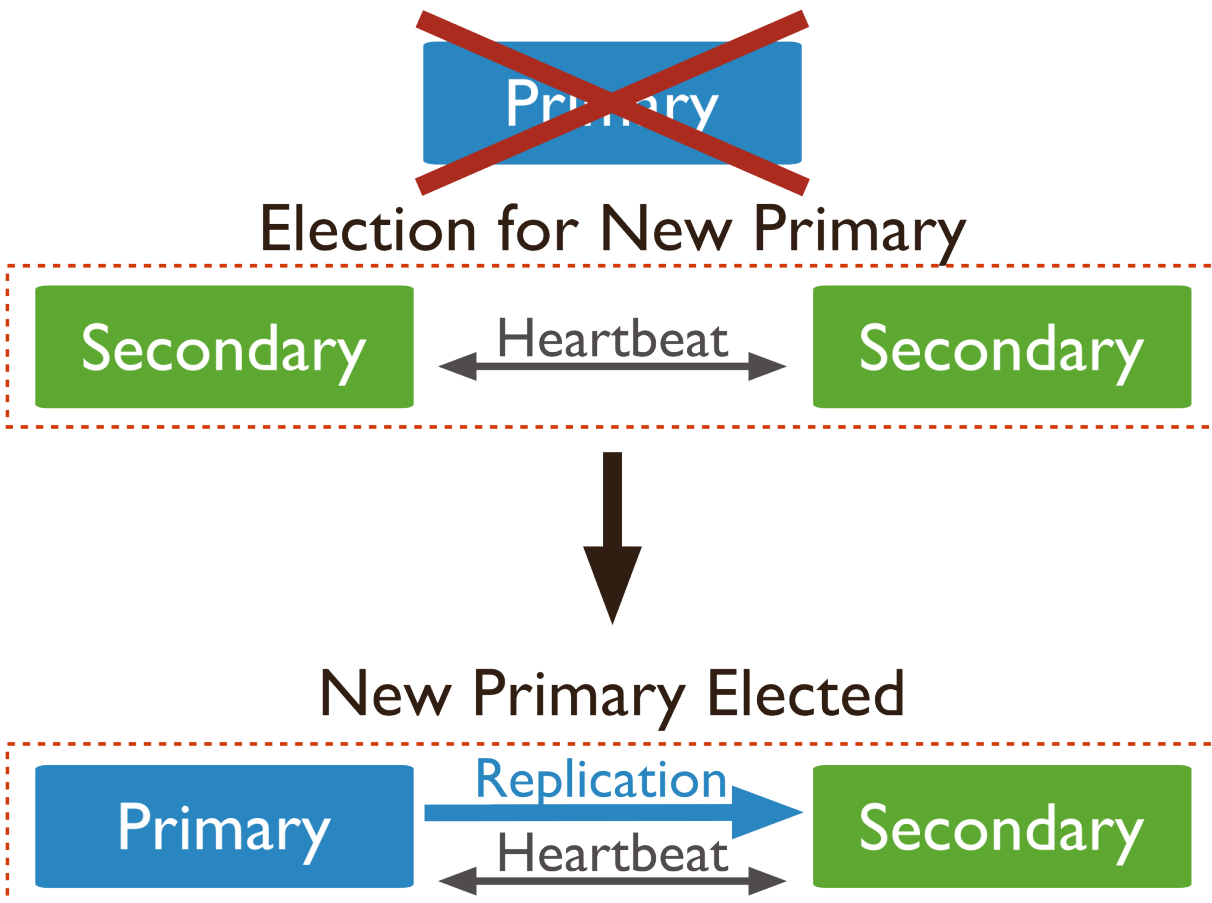 Primary
Election for New Primary
Secondary
Heartbeat
Secondary
New Primary Elected
Primary
Replication
Heartbeat
Secondary